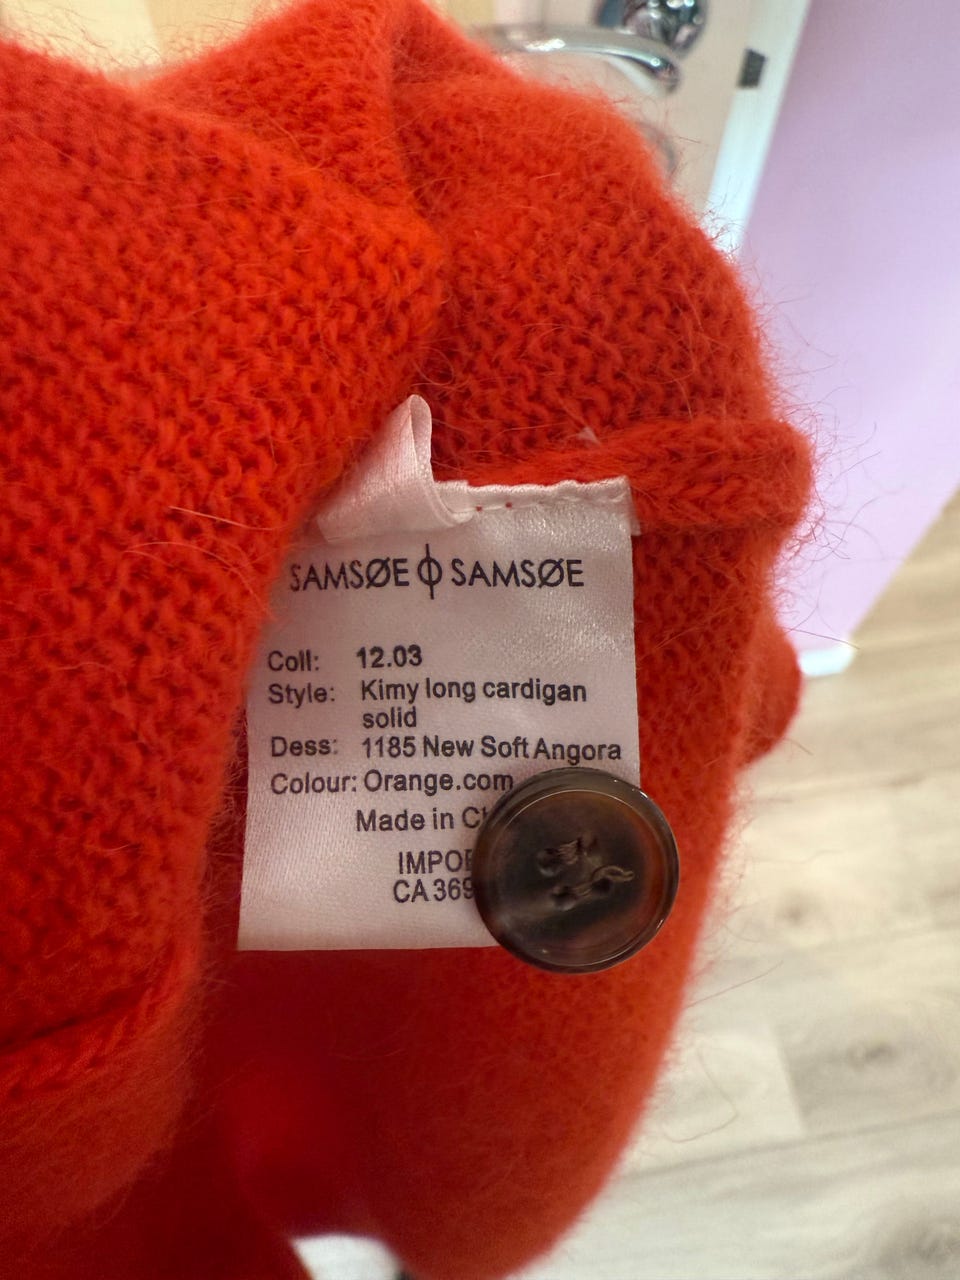 SAMSØE ϕ SAMSØE
Coll: 12.03
Style: Kimy long cardigan
solid
Dess: 1185 New Soft Angora
Colour: Orange.com
Made in
CA